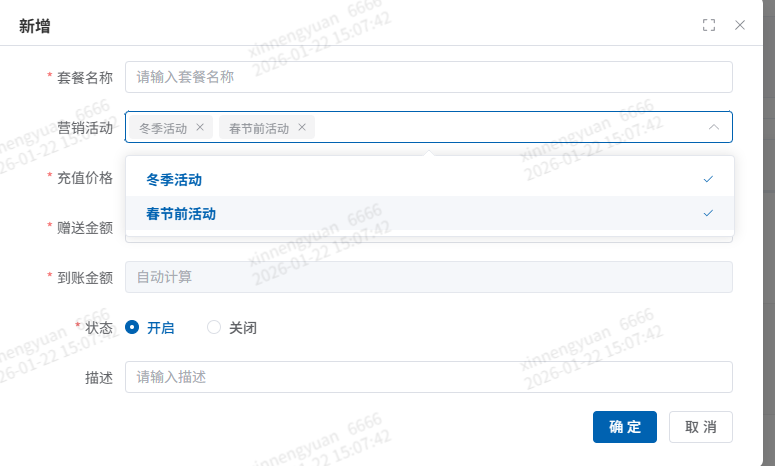 新增
* 套餐名称 请输入套餐名称
营销活动 冬季活动 春节前活动
* 充值价格
冬季活动
春节前活动
* 赠送金额
* 到账金额 自动计算
* 状态 开启 关闭
描述 请输入描述
确 定 取 消
xinnengyuan 6666
2026-01-22 15:07:42
xinnengyuan 6666
2026-01-22 15:07:42
xinnengyuan 6666
2026-01-22 15:07:42
xinnengyuan 6666
2026-01-22 15:07:42
xinnengyuan 6666
2026-01-22 15:07:42
nnengyuan 6666
26-01-22 15:07:42
nnengyuan 6666
26-01-22 15:07:42